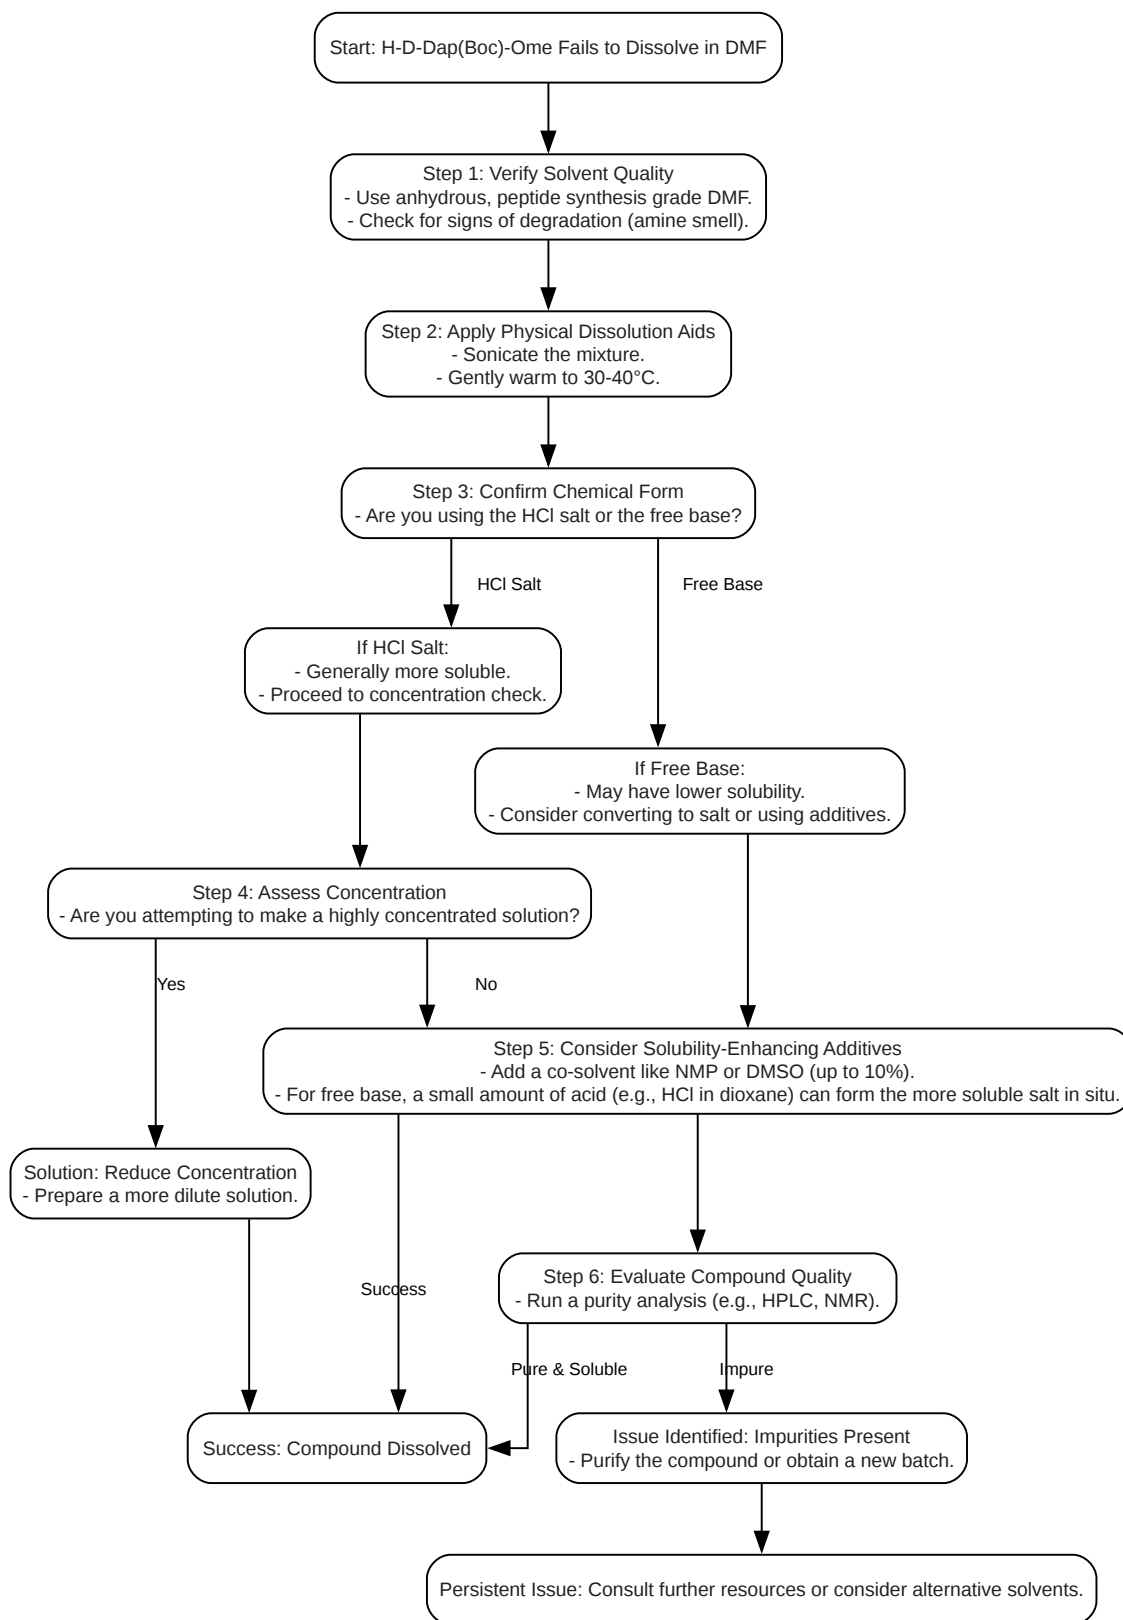 Start: H-D-Dap(Boc)-Ome Fails to Dissolve in DMF
Step 1: Verify Solvent Quality
- Use anhydrous, peptide synthesis grade DMF.
- Check for signs of degradation (amine smell).
Step 2: Apply Physical Dissolution Aids
- Sonicate the mixture.
- Gently warm to 30-40°C.
Step 3: Confirm Chemical Form
- Are you using the HCl salt or the free base?
HCl Salt
Free Base
If HCl Salt:
- Generally more soluble.
- Proceed to concentration check.
If Free Base:
- May have lower solubility.
- Consider converting to salt or using additives.
Step 4: Assess Concentration
- Are you attempting to make a highly concentrated solution?
Yes
No
Step 5: Consider Solubility-Enhancing Additives
- Add a co-solvent like NMP or DMSO (up to 10%).
- For free base, a small amount of acid (e.g., HCl in dioxane) can form the more soluble salt in situ.
Solution: Reduce Concentration
- Prepare a more dilute solution.
Success
Step 6: Evaluate Compound Quality
- Run a purity analysis (e.g., HPLC, NMR).
Pure & Soluble
Impure
Success: Compound Dissolved
Issue Identified: Impurities Present
- Purify the compound or obtain a new batch.
Persistent Issue: Consult further resources or consider alternative solvents.